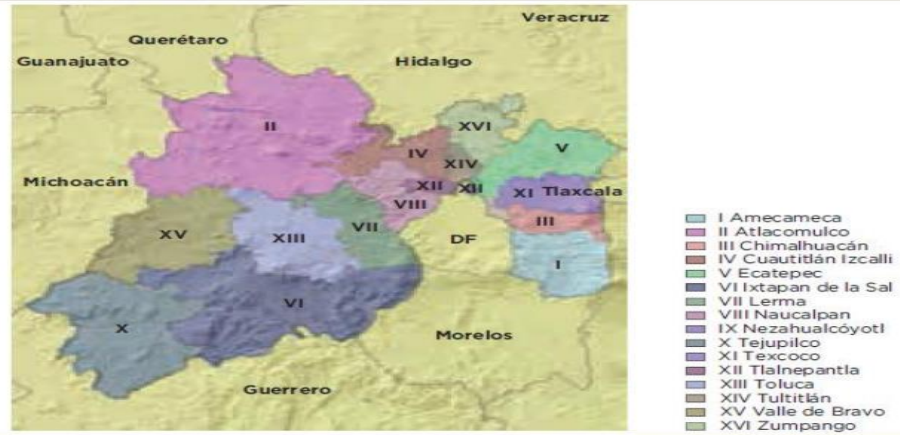 Veracruz
Querétaro
Guanajuato
Hidalgo
II
XVI
IV
V
XIV
Michoacán
XII
XII
XI Tlaxcala
VIII
III
VII
XV
XIII
DF
I
VI
X
Morelos
Guerrero
I Amecameca
II Atlacomulco
III Chimalhuacán
IV Cuautitlán Izcalli
V Ecatepec
VI Ixtapan de la Sal
VII Lerma
VIII Naucalpan
IX Nezahualcóyotl
X Tejupilco
XI Texcoco
XII Tlalnepantla
XIII Toluca
XIV Tultitlán
XV Valle de Bravo
XVI Zumpango